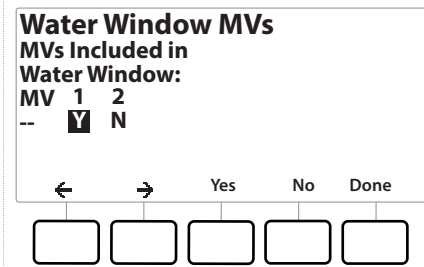 Water Window MVs
MVs Included in
Water Window:
MV 1 2
-- Y N
← → Yes No Done